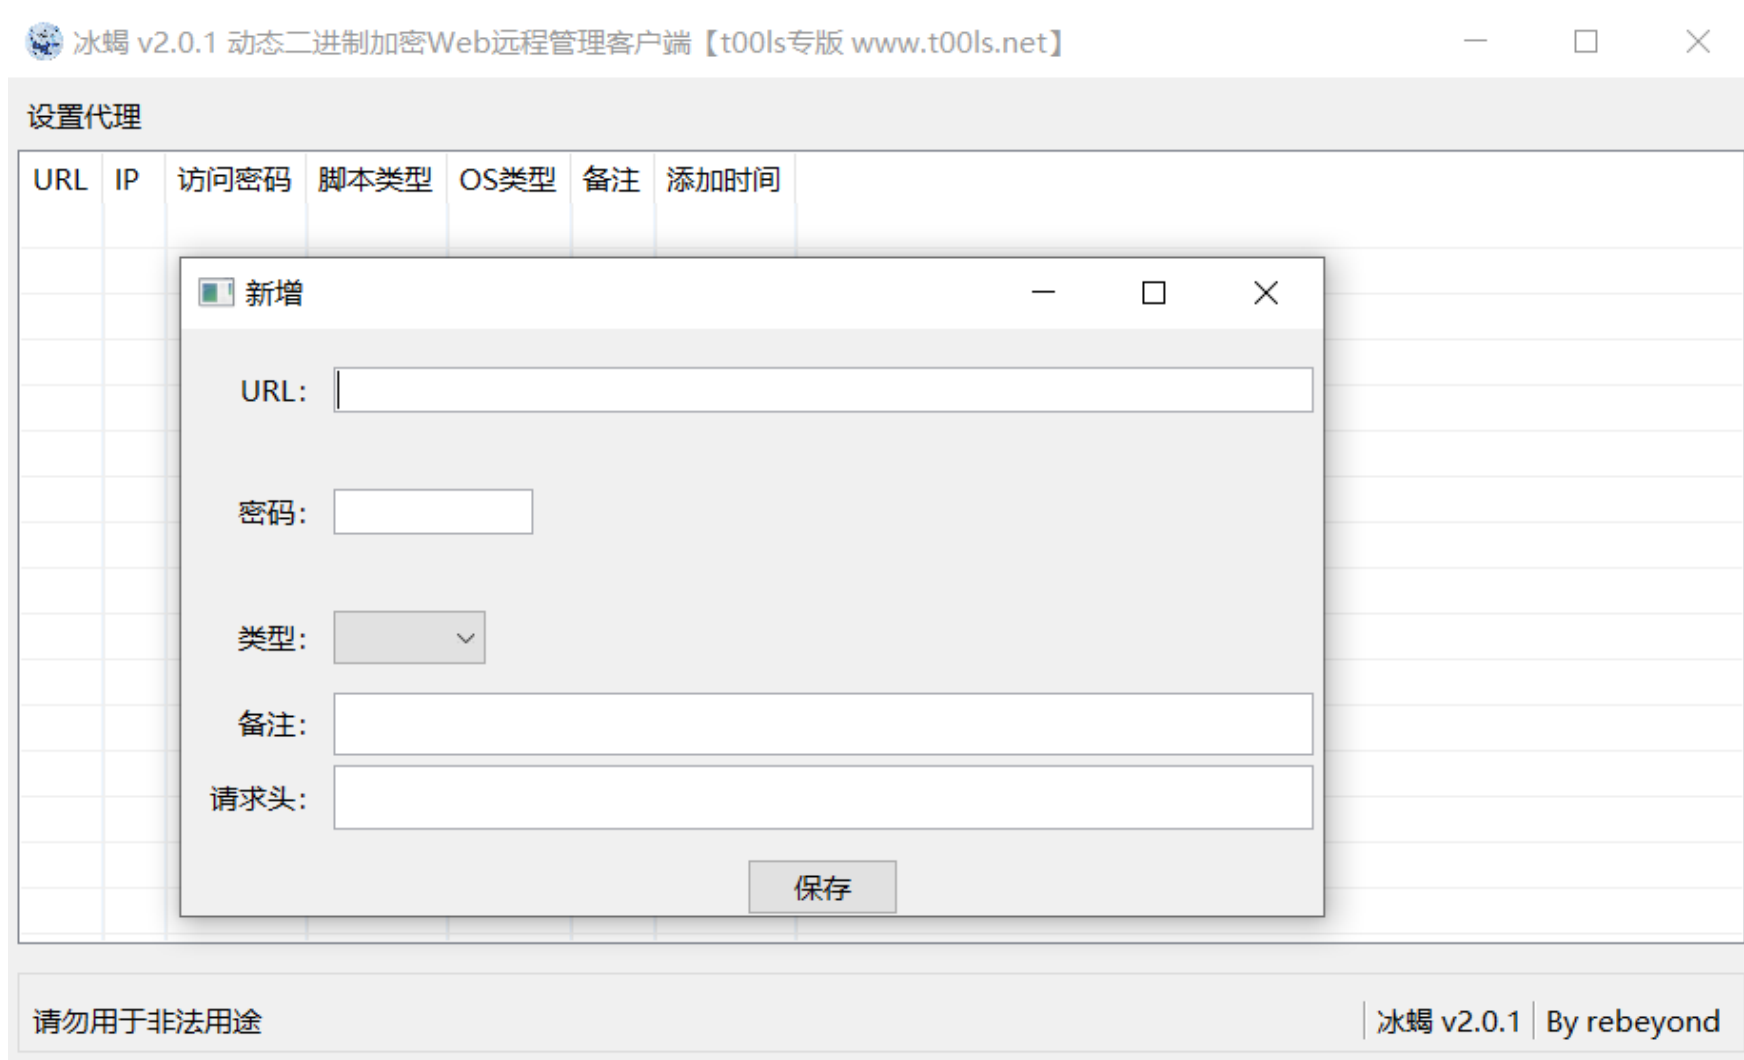 冰蝎 v2.0.1 动态二进制加密Web远程管理客户端【t00ls专版 www.t00ls.net】
设置代理
URL IP 访问密码 脚本类型 OS类型 备注 添加时间
新增
URL:
密码:
类型:
备注:
请求头:
保存
请勿用于非法用途 冰蝎 v2.0.1 By rebeyond